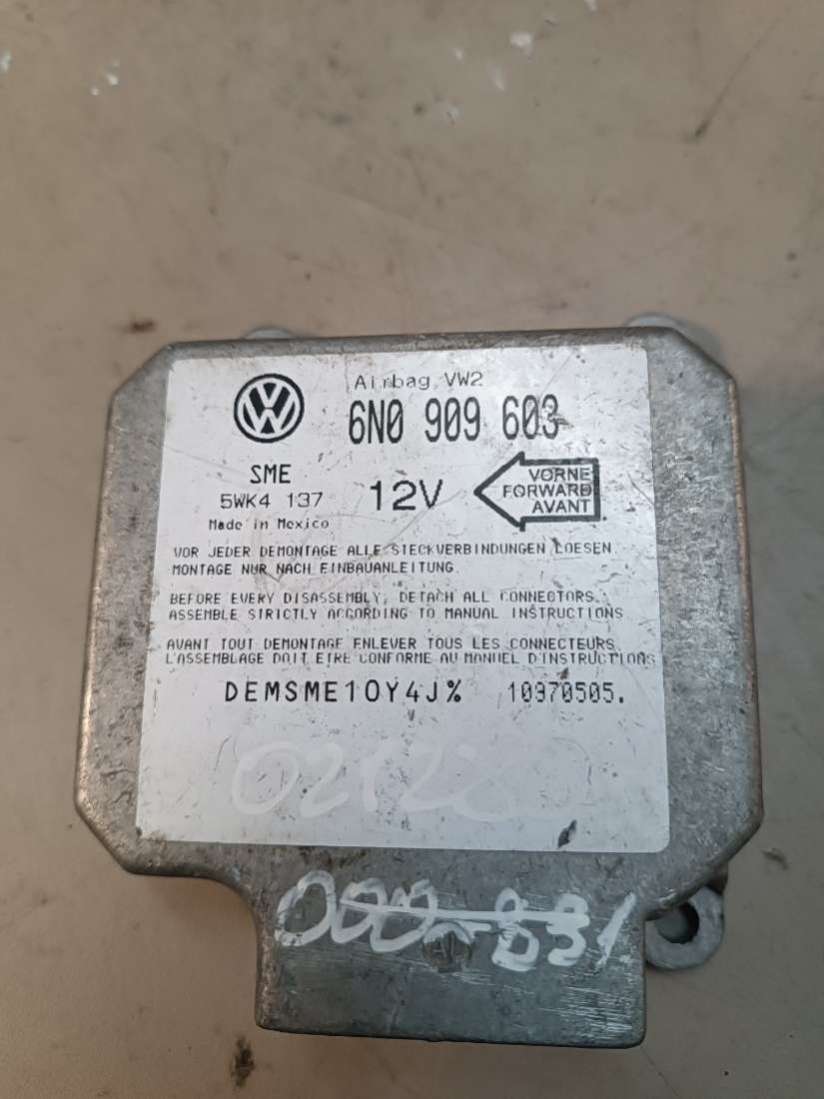 Airbag VW2
6N0 909 603
SME
5WK4 137
12V
VORNE
FORWARD
AVANT
Made in Mexico
VOR JEDER DEMONTAGE ALLE STECKVERBINDUNGEN LOESEN.
MONTAGE NUR NACH EINBAUANLEITUNG.
BEFORE EVERY DISASSEMBLY, DETACH ALL CONNECTORS.
ASSEMBLE STRICTLY ACCORDING TO MANUAL INSTRUCTIONS
AVANT TOUT DEMONTAGE ENLEVER TOUS LES CONNECTEURS.
L'ASSEMBLAGE DOIT ETRE CONFORME AU MANUEL D'INSTRUCTIONS
DEMSME10Y4J% 10970505.
000-831